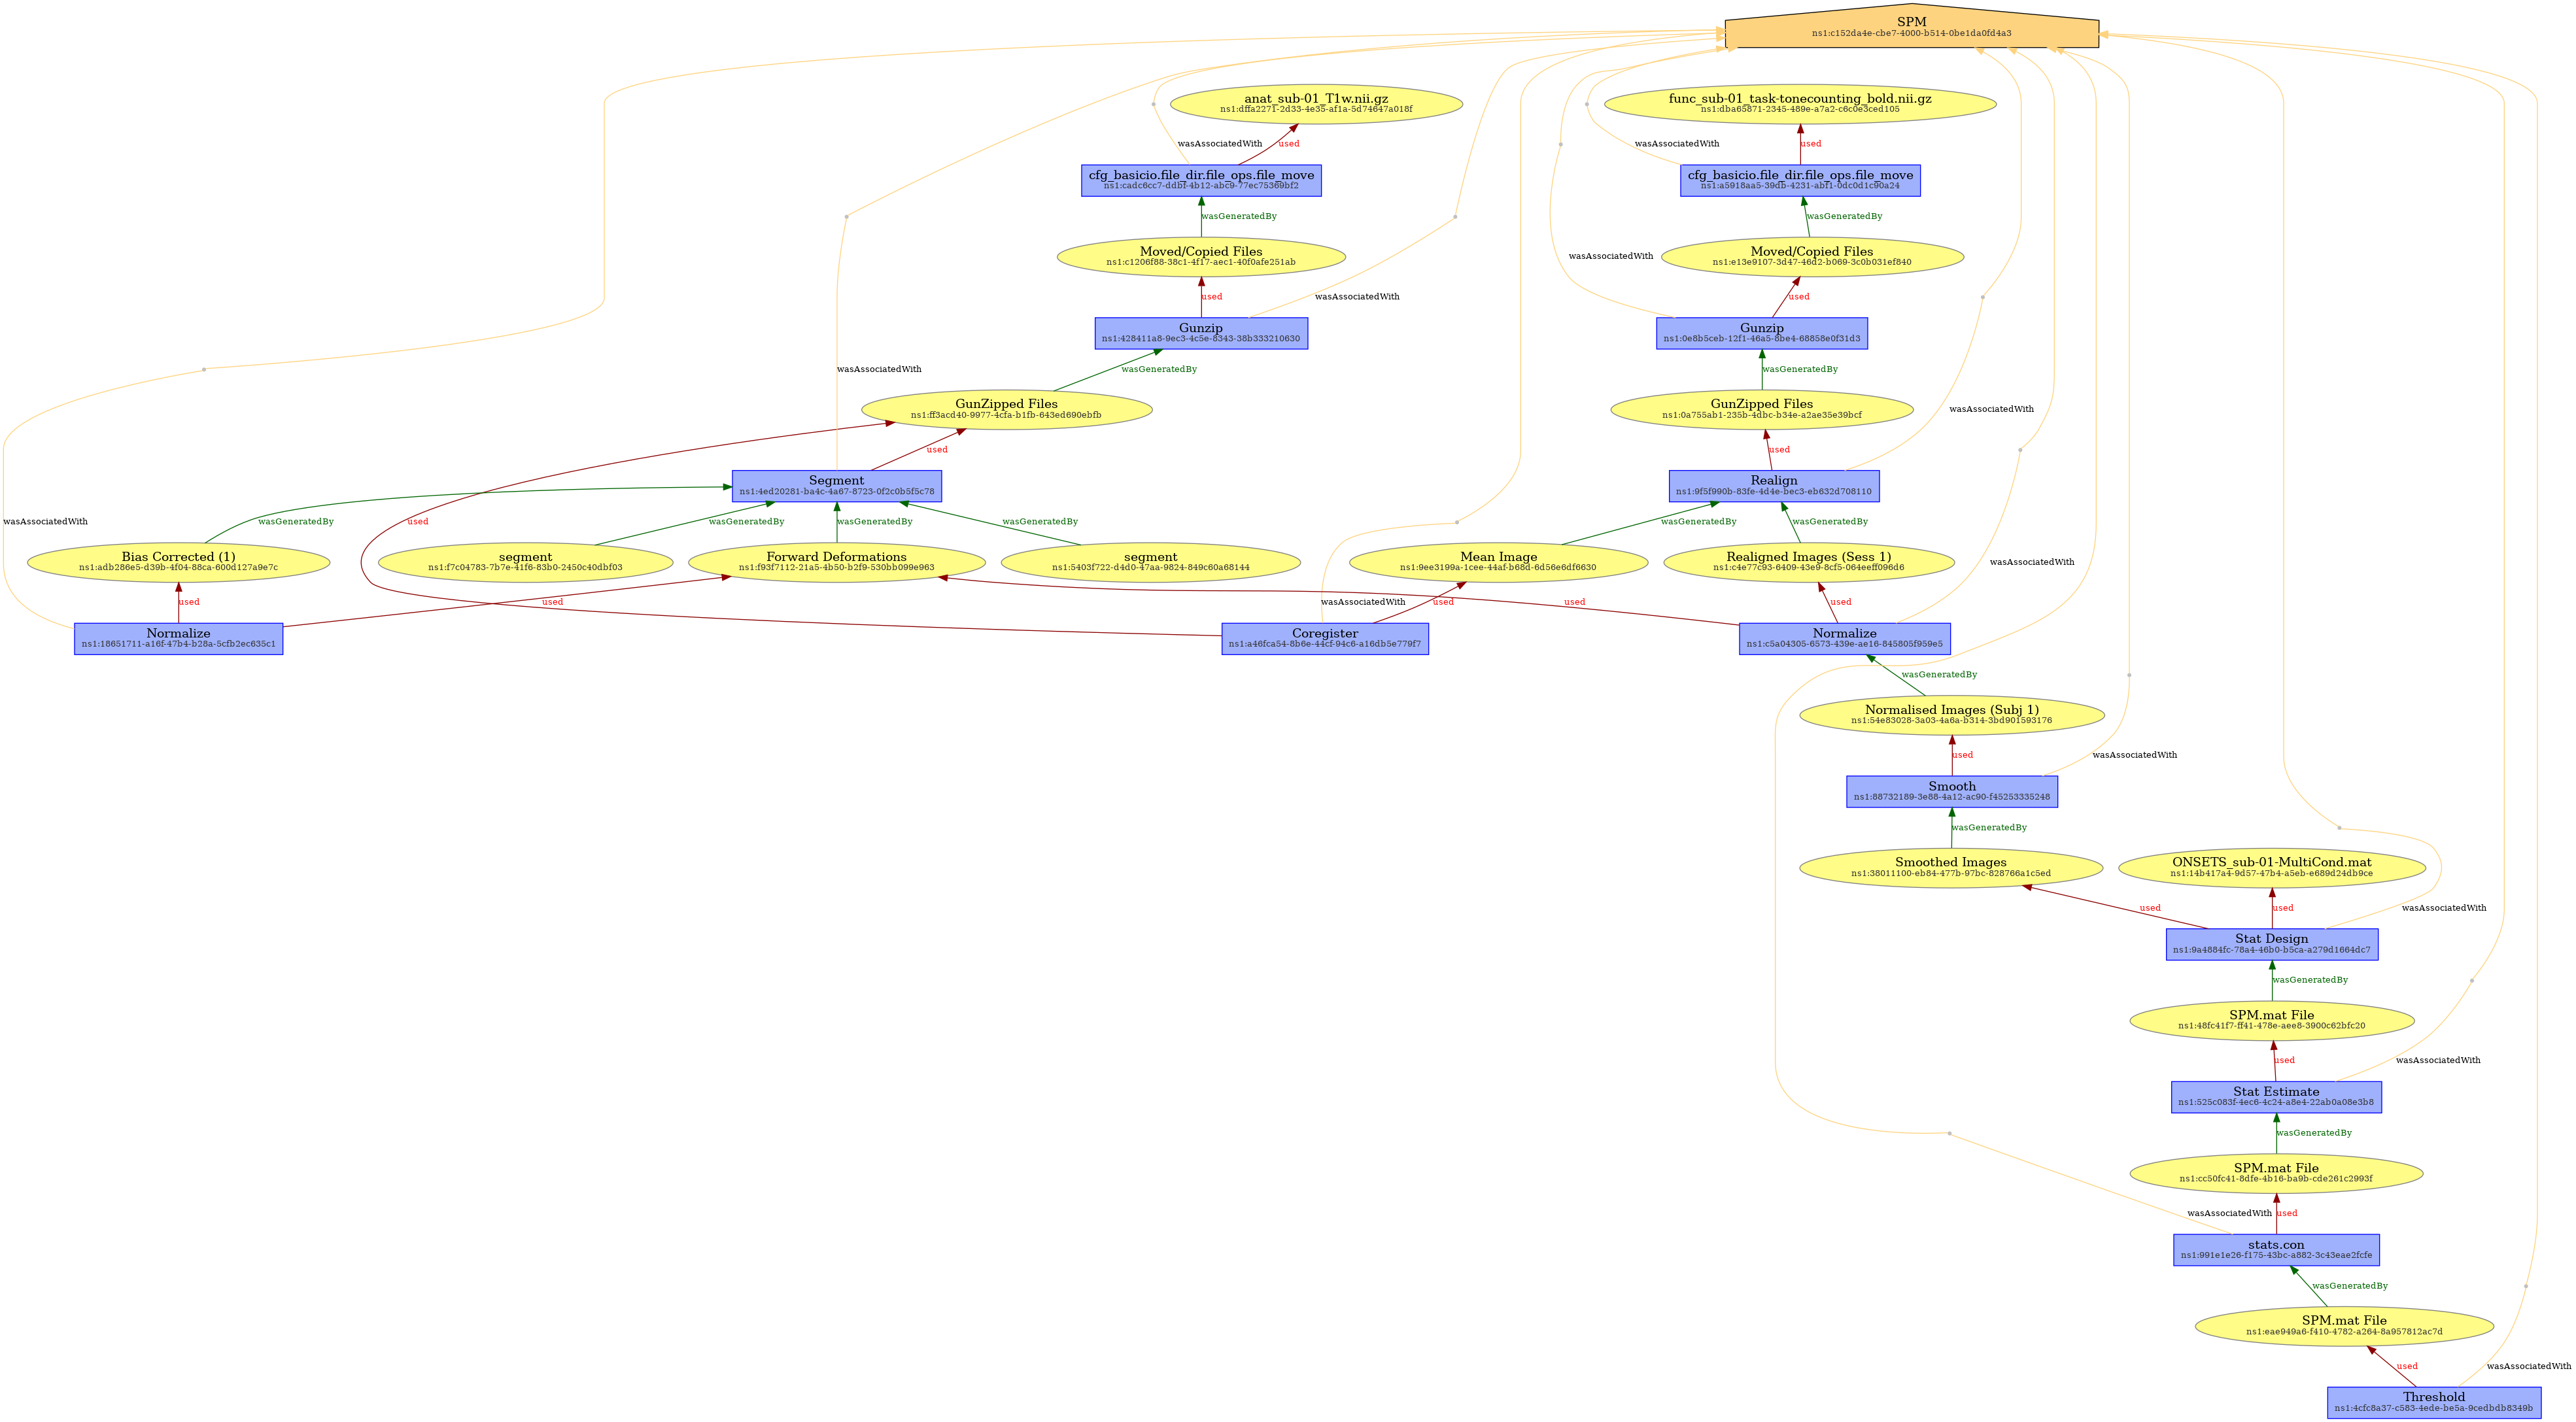 SPM
ns1:c152da4e-cbe7-4000-b514-0be1da0fd4a3
anat_sub-01_T1w.nii.gz
ns1:dffa2271-2d33-4e35-af1a-5d74647a018f
func_sub-01_task-tonecounting_bold.nii.gz
ns1:dba65871-2345-489e-a7a2-c6c0e3ced105
wasAssociatedWith
used
wasAssociatedWith
used
cfg_basicio.file_dir.file_ops.file_move
ns1:cadc6cc7-ddbf-4b12-abc9-77ec75369bf2
cfg_basicio.file_dir.file_ops.file_move
ns1:a5918aa5-39db-4231-abf1-0dc0d1c90a24
wasGeneratedBy
wasGeneratedBy
Moved/Copied Files
ns1:c1206f88-38c1-4f17-aec1-40f0afe251ab
wasAssociatedWith
Moved/Copied Files
ns1:e13e9107-3d47-46d2-b069-3c0b031ef840
used
wasAssociatedWith
used
Gunzip
ns1:428411a8-9ec3-4c5e-8343-38b333210630
Gunzip
ns1:0e8b5ceb-12f1-46a5-8be4-68858e0f31d3
wasAssociatedWith
wasGeneratedBy
wasGeneratedBy
GunZipped Files
ns1:ff3acd40-9977-4cfa-b1fb-643ed690ebfb
GunZipped Files
ns1:0a755ab1-235b-4dbc-b34e-a2ae35e39bcf
wasAssociatedWith
used
used
Segment
ns1:4ed20281-ba4c-4a67-8723-0f2c0b5f5c78
Realign
ns1:9f5f990b-83fe-4d4e-bec3-eb632d708110
wasAssociatedWith
wasGeneratedBy
used
wasGeneratedBy
wasGeneratedBy
wasGeneratedBy
wasGeneratedBy
wasGeneratedBy
Bias Corrected (1)
ns1:adb286e5-d39b-4f04-88ca-600d127a9e7c
segment
ns1:f7c04783-7b7e-41f6-83b0-2450c40dbf03
Forward Deformations
ns1:f93f7112-21a5-4b50-b2f9-530bb099e963
segment
ns1:5403f722-d4d0-47aa-9824-849c60a68144
Mean Image
ns1:9ee3199a-1cee-44af-b68d-6d56e6df6630
Realigned Images (Sess 1)
ns1:c4e77c93-6409-43e9-8cf5-064eeff096d6
wasAssociatedWith
used
used
wasAssociatedWith
used
used
used
Normalize
ns1:18651711-a16f-47b4-b28a-5cfb2ec635c1
Coregister
ns1:a46fca54-8b6e-44cf-94c6-a16db5e779f7
Normalize
ns1:c5a04305-6573-439e-ae16-845805f959e5
wasGeneratedBy
Normalised Images (Subj 1)
ns1:54e83028-3a03-4a6a-b314-3bd901593176
used
wasAssociatedWith
Smooth
ns1:88732189-3e88-4a12-ac90-f45253335248
wasGeneratedBy
Smoothed Images
ns1:38011100-eb84-477b-97bc-828766a1c5ed
ONSETS_sub-01-MultiCond.mat
ns1:14b417a4-9d57-47b4-a5eb-e689d24db9ce
used
used
wasAssociatedWith
Stat Design
ns1:9a4884fc-78a4-46b0-b5ca-a279d1664dc7
wasGeneratedBy
SPM.mat File
ns1:48fc41f7-ff41-478e-aee8-3900c62bfc20
used
wasAssociatedWith
Stat Estimate
ns1:525c083f-4ec6-4c24-a8e4-22ab0a08e3b8
wasGeneratedBy
SPM.mat File
ns1:cc50fc41-8dfe-4b16-ba9b-cde261c2993f
wasAssociatedWith
used
stats.con
ns1:991e1e26-f175-43bc-a882-3c43eae2fcfe
wasGeneratedBy
SPM.mat File
ns1:eae949a6-f410-4782-a264-8a957812ac7d
used
wasAssociatedWith
Threshold
ns1:4cfc8a37-c583-4ede-be5a-9cedbdb8349b